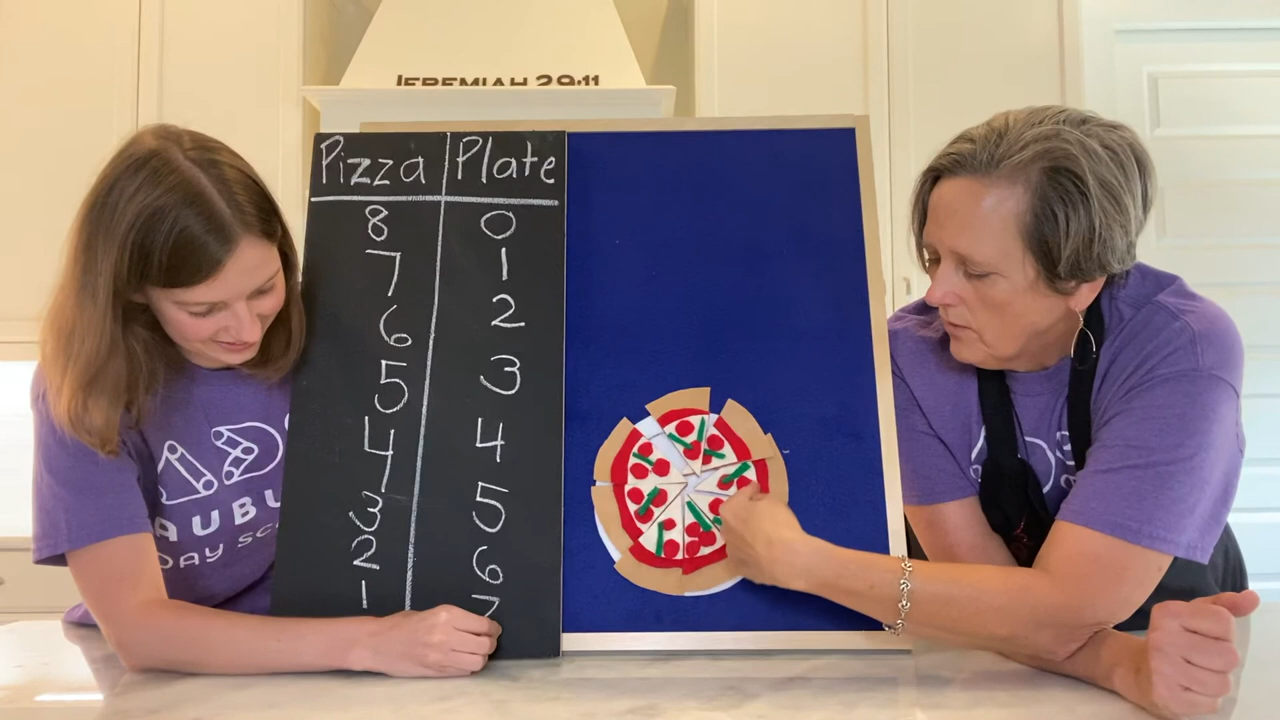 JEREMIAH 29:11
Pizza Plate
8 0
7 1
6 2
5 3
4 4
3 5
2 6
1 7
AUBU
DAY SC